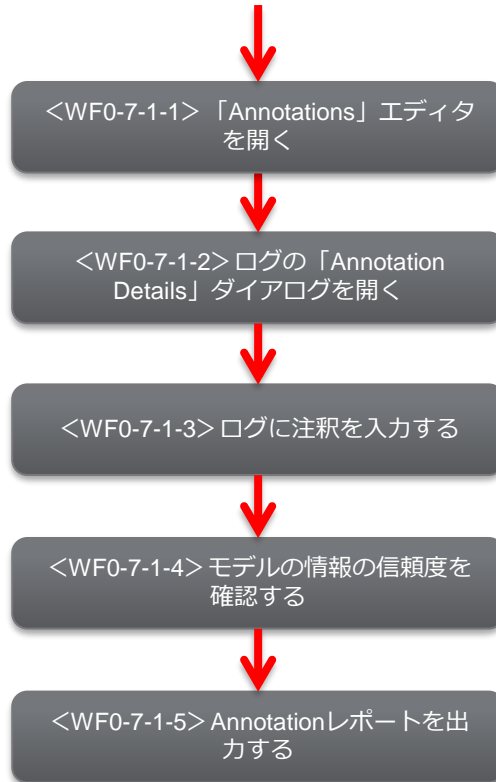 <WF0-7-1-1> 「Annotations」エディタ
を開く
<WF0-7-1-2>ログの「Annotation
Details」ダイアログを開く
<WF0-7-1-3>ログに注釈を入力する
<WF0-7-1-4>モデルの情報の信頼度を
確認する
<WF0-7-1-5>Annotationレポートを出
力する